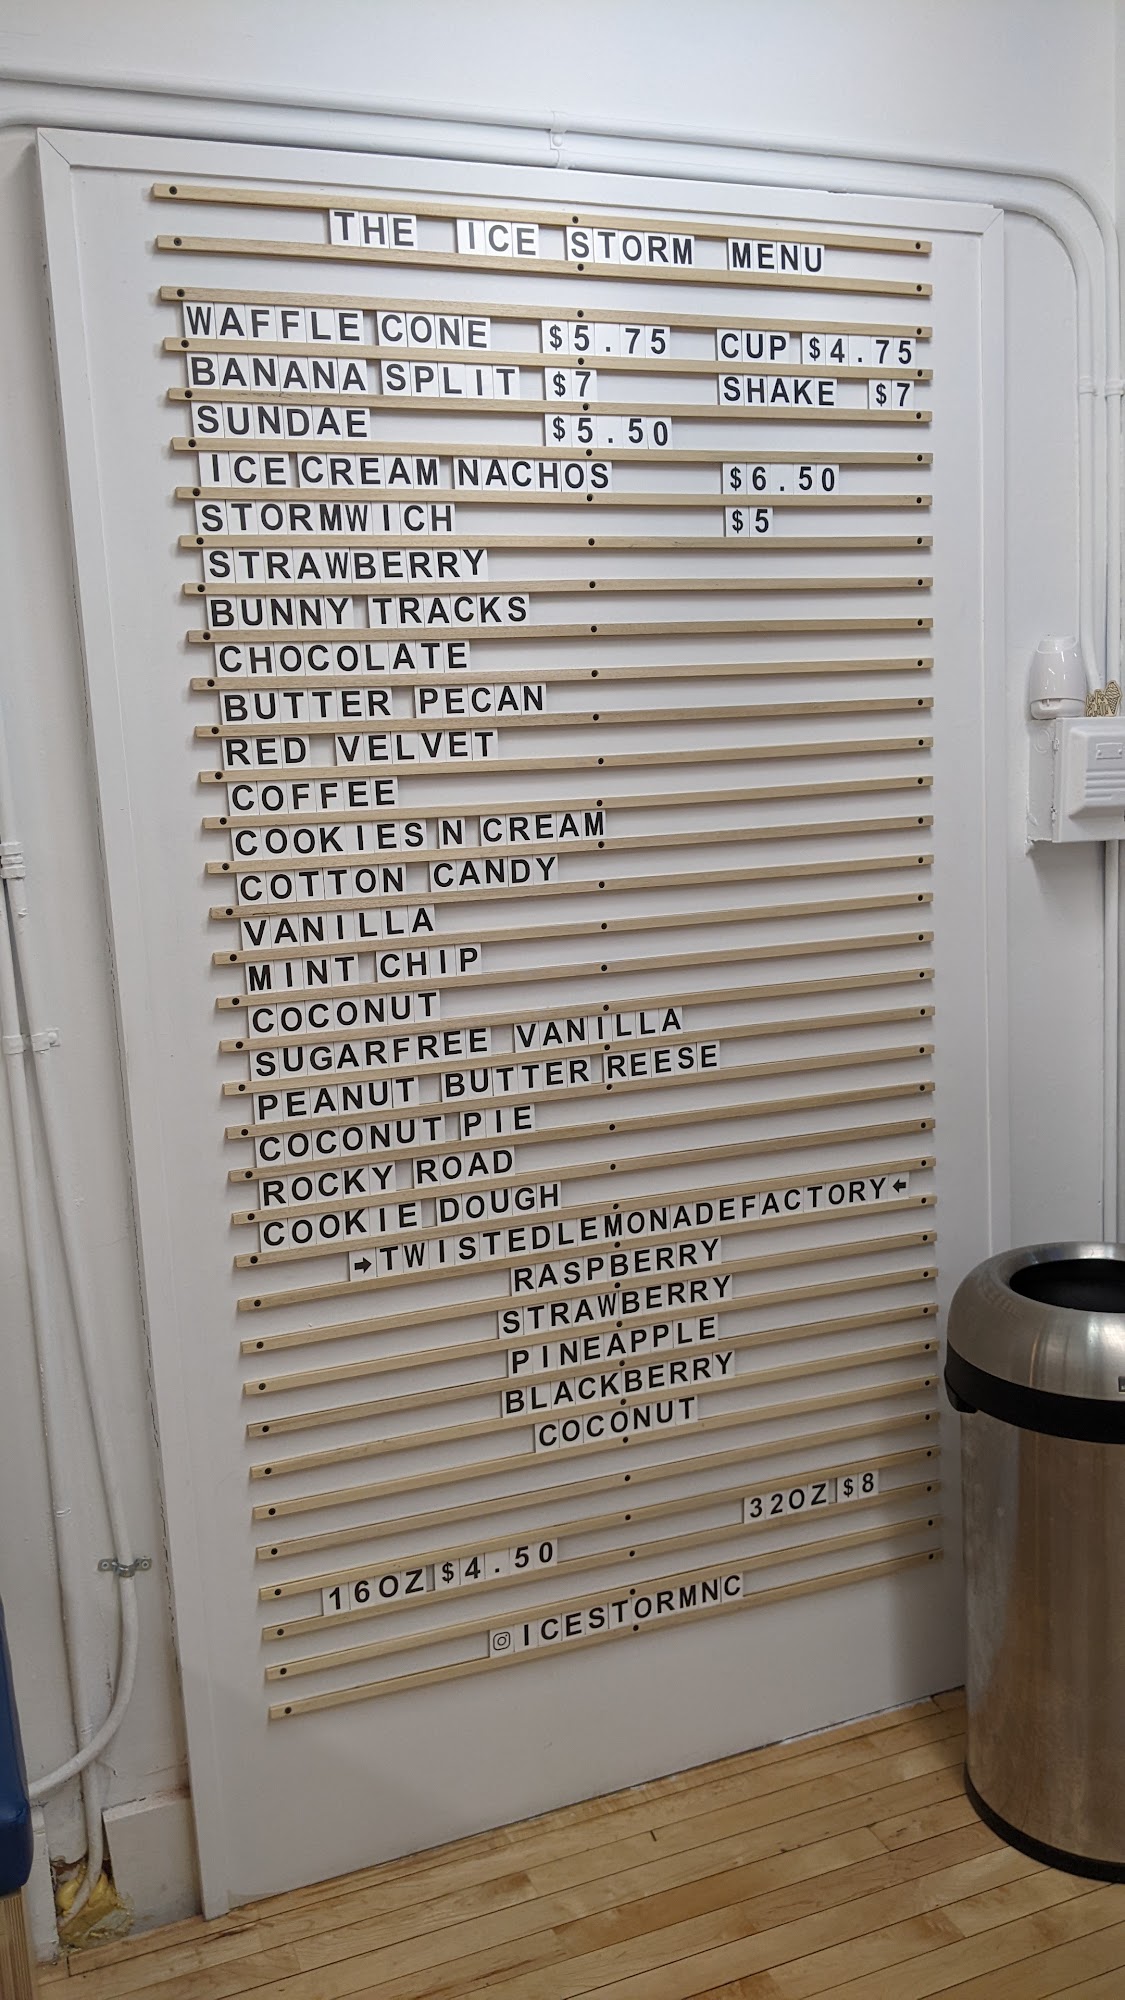 THE ICE STORM MENU
WAFFLE CONE $5.75 CUP $4.75
BANANA SPLIT $7 SHAKE $7
SUNDAE $5.50
ICE CREAM NACHOS $6.50
STORMWICH $5
STRAWBERRY
BUNNY TRACKS
CHOCOLATE
BUTTER PECAN
RED VELVET
COFFEE
COOKIES N CREAM
COTTON CANDY
VANILLA
MINT CHIP
COCONUT
SUGARFREE VANILLA
PEANUT BUTTER REESE
COCONUT PIE
ROCKY ROAD
COOKIE DOUGH
➡TWISTEDLEMONADEFACTORY⬅
RASPBERRY
STRAWBERRY
PINEAPPLE
BLACKBERRY
COCONUT
16OZ $4.50 32OZ $8
ICESTORMNC